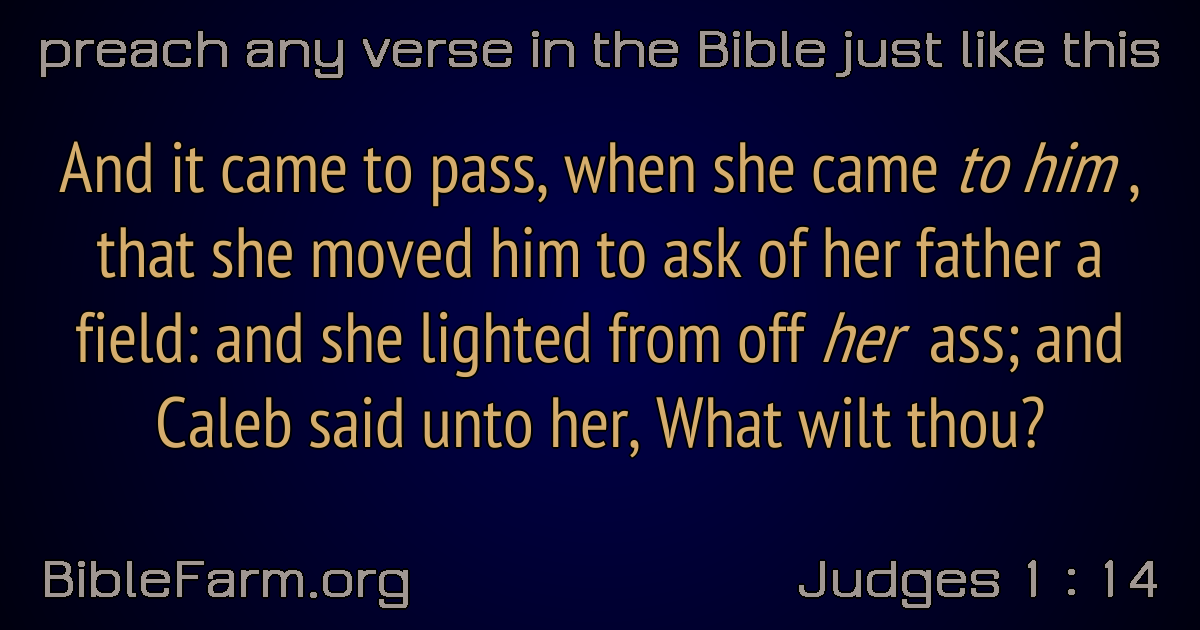 preach any verse in the Bible just like this
And it came to pass, when she came to him ,
that she moved him to ask of her father a
field: and she lighted from off her ass; and
Caleb said unto her, What wilt thou?
BibleFarm.org
Judges 1 : 14